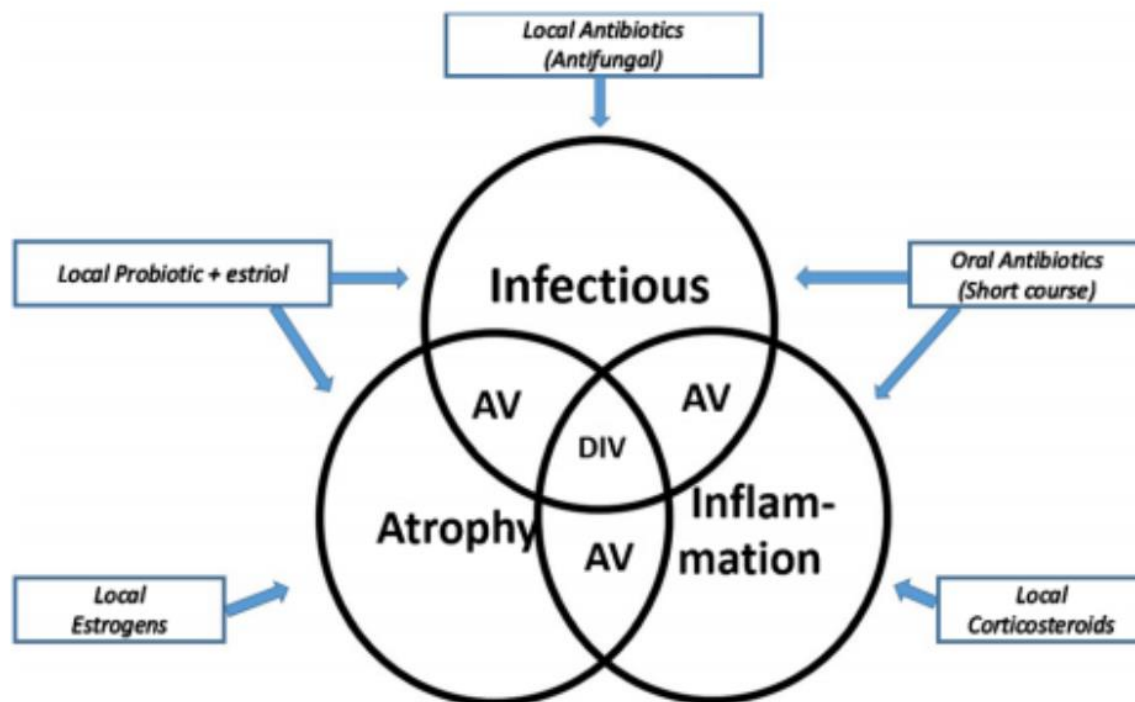 Local Antibiotics
(Antifungal)
Local Probiotic + estriol
Oral Antibiotics
(Short course)
Infectious
AV
AV
DIV
Atrophy
Inflam-
mation
AV
Local
Estrogens
Local
Corticosteroids